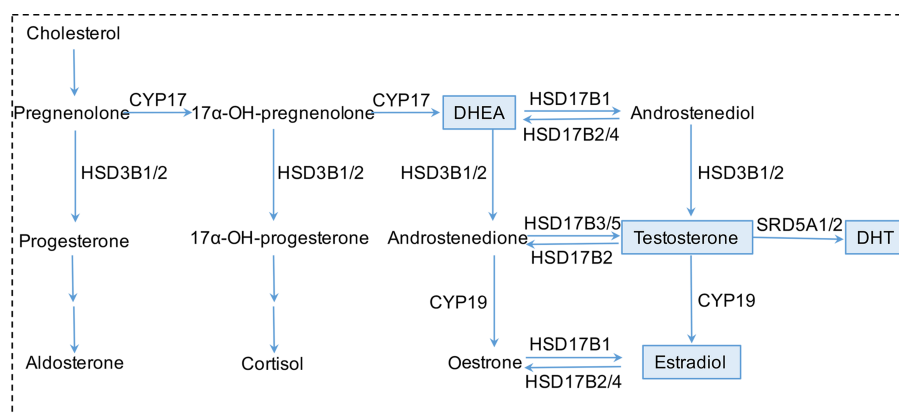 Cholesterol
CYP17
CYP17
HSD17B1
Pregnenolone
17α-OH-pregnenolone
DHEA
Androstenediol
HSD17B2/4
HSD3B1/2
HSD3B1/2
HSD3B1/2
HSD3B1/2
HSD17B3/5
SRD5A1/2
Progesterone
17α-OH-progesterone
Androstenedione
Testosterone
DHT
HSD17B2
CYP19
CYP19
HSD17B1
Aldosterone
Cortisol
Oestrone
Estradiol
HSD17B2/4